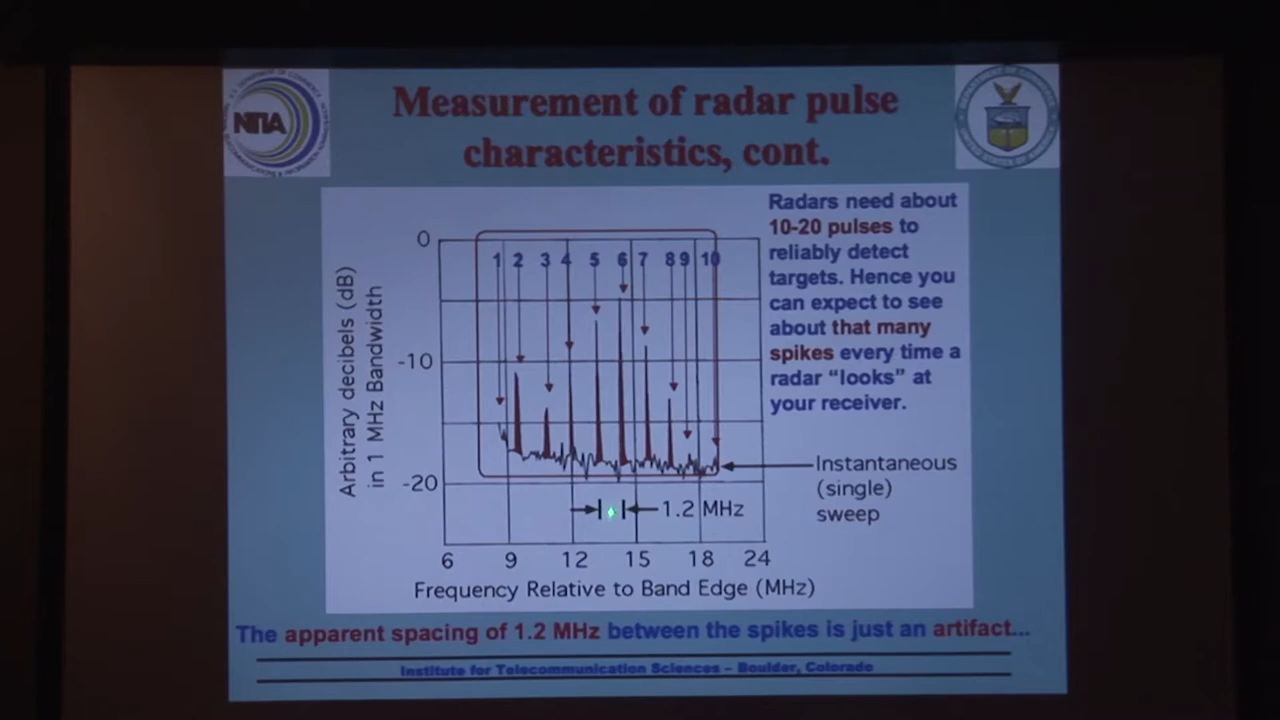 NTIA
Measurement of radar pulse
characteristics, cont.
Radars need about
10-20 pulses to
reliably detect
targets. Hence you
can expect to see
about that many
spikes every time a
radar “looks” at
your receiver.
Arbitrary decibels (dB)
in 1 MHz Bandwidth
0
-10
-20
1 2 3 4 5 6 7 8 9 10
Instantaneous
(single)
sweep
1.2 MHz
6 9 12 15 18 24
Frequency Relative to Band Edge (MHz)
The apparent spacing of 1.2 MHz between the spikes is just an artifact...
Institute for Telecommunication Sciences – Boulder, Colorado